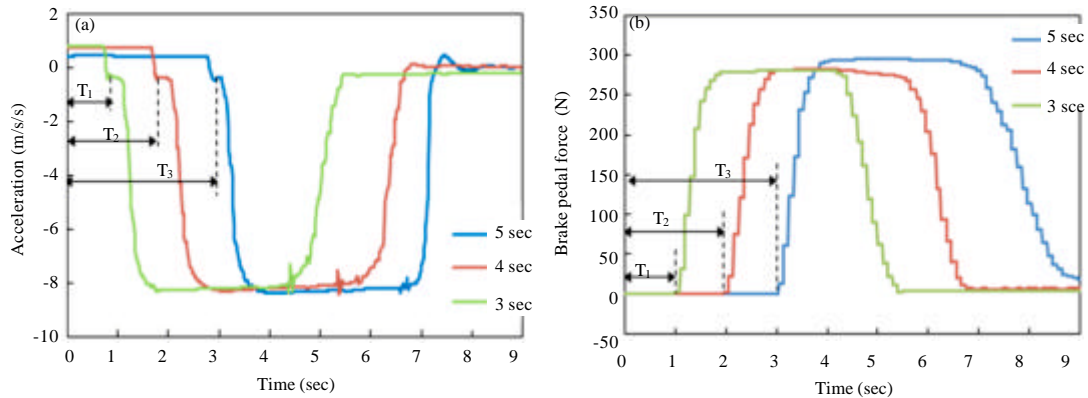 (a)
2
0
-2
-4
-6
-8
-10
Acceleration (m/s/s)
T1
T2
T3
5 sec
4 sec
3 sec
0 1 2 3 4 5 6 7 8 9
Time (sec)
(b)
350
300
250
200
150
100
50
0
-50
Brake pedal force (N)
T3
T2
T1
5 sec
4 sec
3 sce
0 1 2 3 4 5 6 7 8 9
Time (sec)